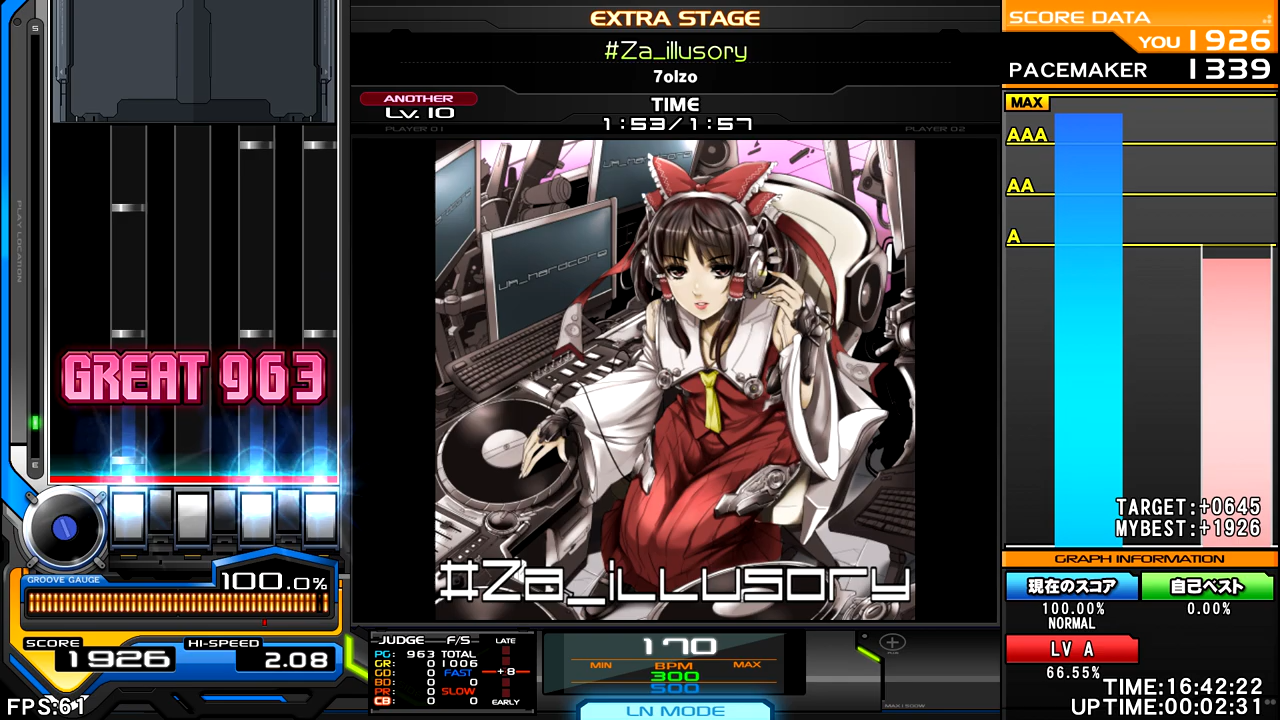 EXTRA STAGE
#Za_illusory
7olzo
ANOTHER
LV. 10
TIME
1:53/1:57
PLAYER 01
PLAYER 02
S
PLAY LOCATION
E
GREAT 963
um_hardcore
#Za_iLLUSORY
GROOVE GAUGE
100.0%
SCORE
1926
HI-SPEED
2.08
FPS:61
JUDGE
F/S
LATE
PG: 963 TOTAL
GR: 0 1006
GD: 0 FAST
BD: 0 0
PR: 0 SLOW
CB: 0 0
+8
EARLY
170
MIN BPM MAX
300
500
LN MODE
SCORE DATA
YOU 1926
PACEMAKER 1339
MAX
AAA
AA
A
TARGET:+0645
MYBEST:+1926
GRAPH INFORMATION
現在のスコア
自己ベスト
100.00%
0.00%
NORMAL
LV A
66.55%
TIME:16:42:22
UPTIME:00:02:31